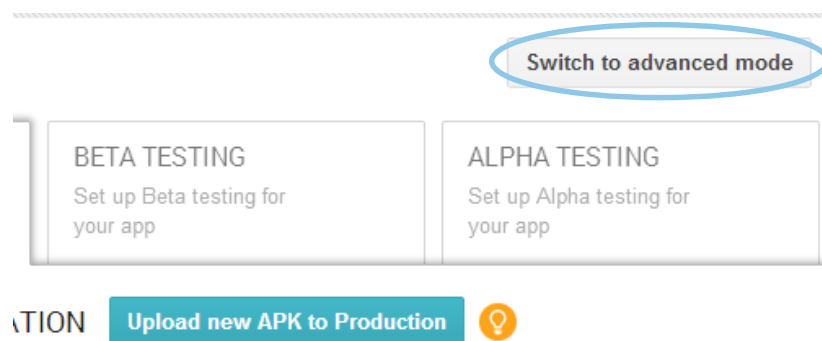 Switch to advanced mode
BETA TESTING
Set up Beta testing for
your app
ALPHA TESTING
Set up Alpha testing for
your app
Upload new APK to Production